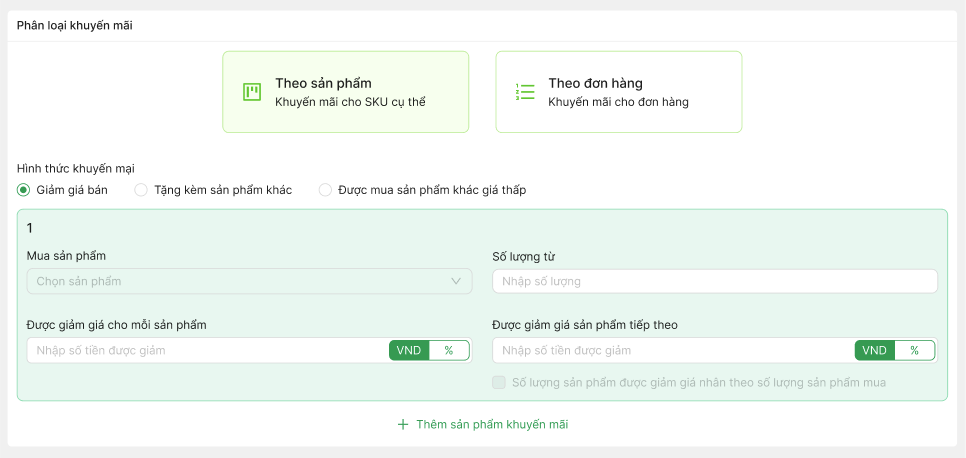 Phân loại khuyến mãi
Theo sản phẩm
Khuyến mãi cho SKU cụ thể
Theo đơn hàng
Khuyến mãi cho đơn hàng
Hình thức khuyến mại
Giảm giá bán
Tặng kèm sản phẩm khác
Được mua sản phẩm khác giá thấp
1
Mua sản phẩm
Chọn sản phẩm
Số lượng từ
Nhập số lượng
Được giảm giá cho mỗi sản phẩm
Nhập số tiền được giảm
VND
%
Được giảm giá sản phẩm tiếp theo
Nhập số tiền được giảm
VND
%
Số lượng sản phẩm được giảm giá nhân theo số lượng sản phẩm mua
Thêm sản phẩm khuyến mãi